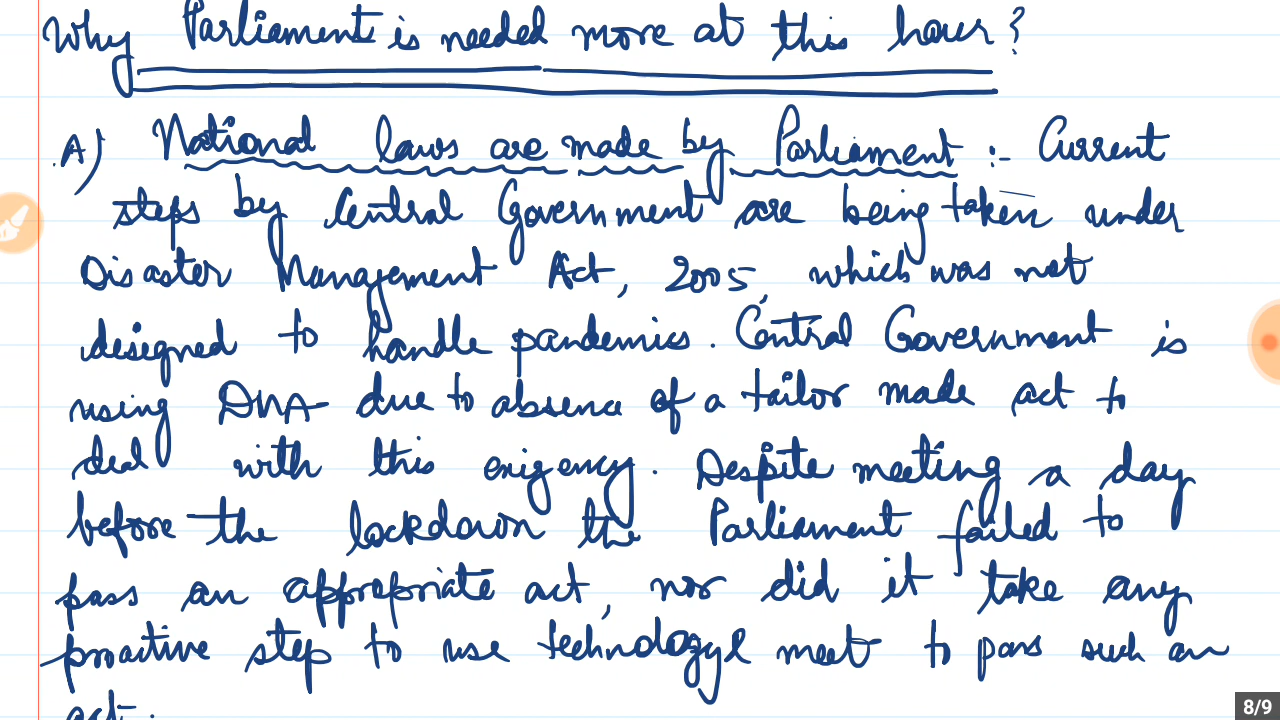 Why Parliament is needed more at this hour?
A) National laws are made by Parliament :- Current
steps by Central Government are being taken under
Disaster Management Act, 2005, which was not
designed to handle pandemics. Central Government is
using DMA due to absence of a tailor made act to
deal with this exigency. Despite meeting a day
before the lockdown the Parliament failed to
pass an appropriate act, nor did it take any
proactive step to use technology & meet to pass such an
act.
8/9